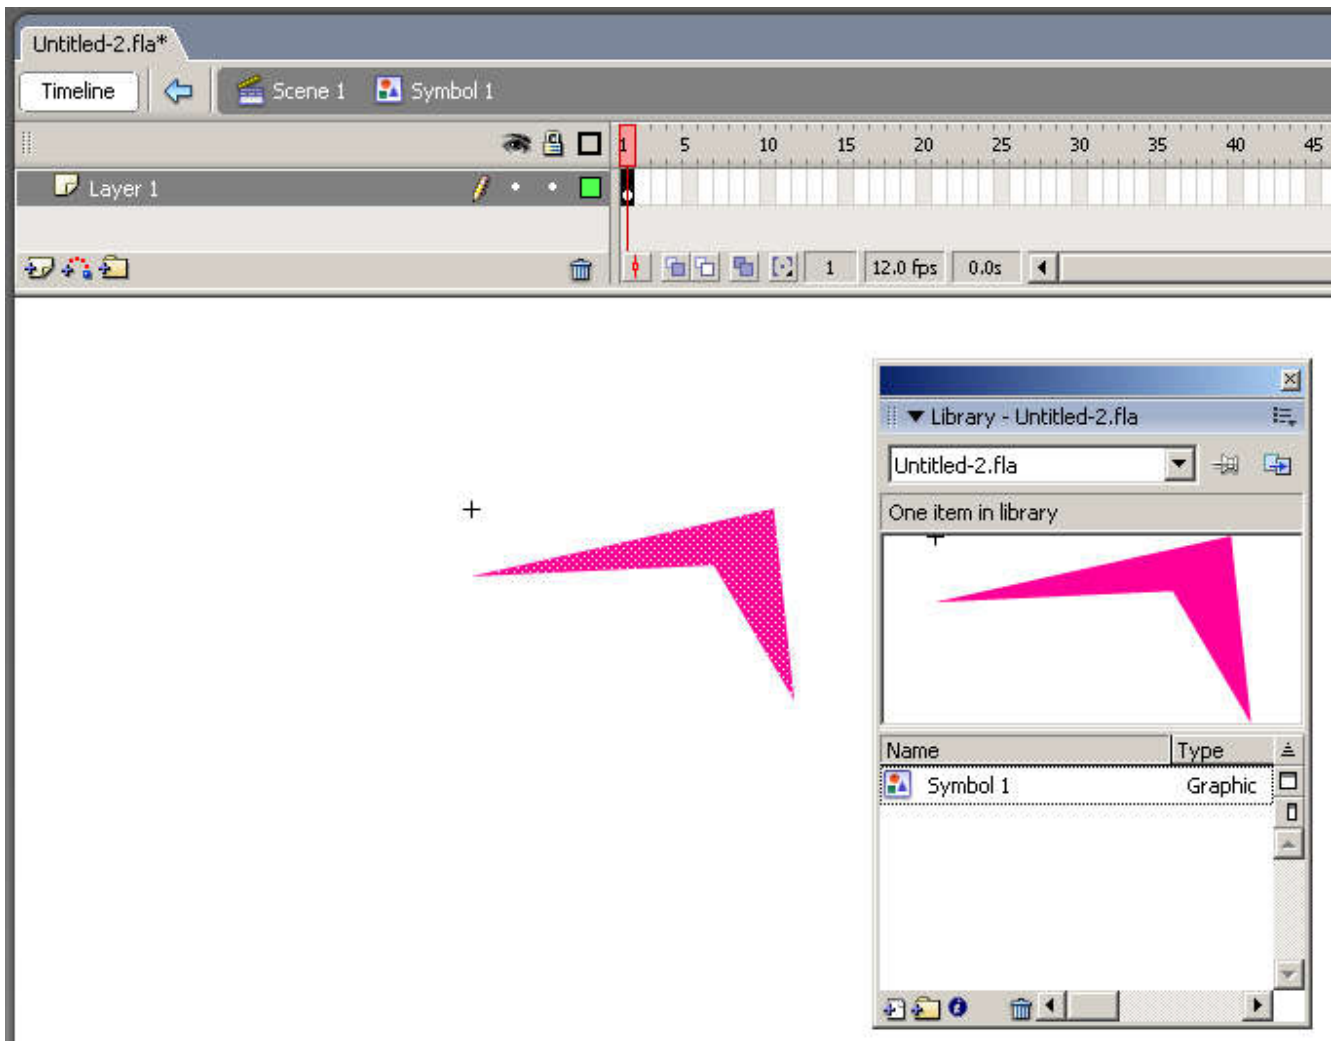 Untitled-2.fla*
Timeline Scene 1 Symbol 1
1 5 10 15 20 25 30 35 40 45
Layer 1
1 12.0 fps 0.0s
Library - Untitled-2.fla
Untitled-2.fla
One item in library
Name Type
Symbol 1 Graphic